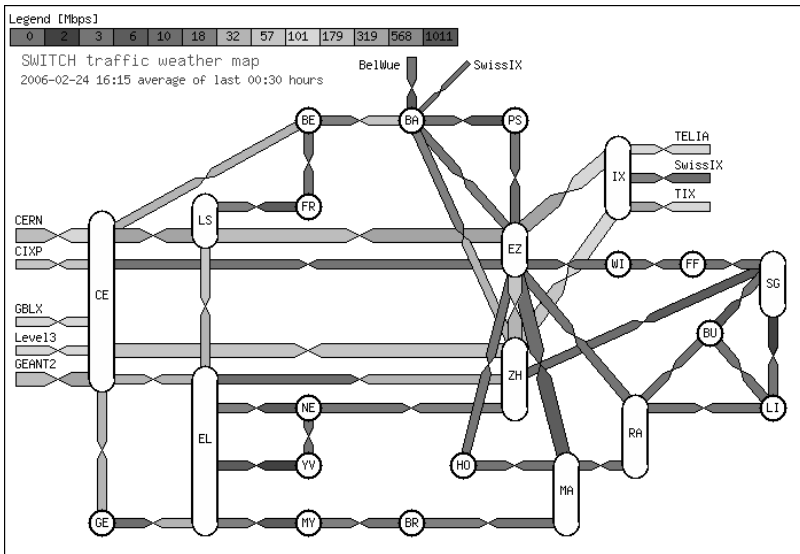 Legend [Mbps]
0 2 3 6 10 18 32 57 101 179 319 568 1011
SWITCH traffic weather map
2006-02-24 16:15 average of last 00:30 hours
BelWue
SwissIX
BE
BA
PS
TELIA
IX
SwissIX
TIX
LS
FR
CERN
EZ
CIXP
WI
FF
SG
CE
GBLX
BU
Level3
GEANT2
ZH
NE
LI
EL
RA
YV
HO
MA
GE
MY
BR